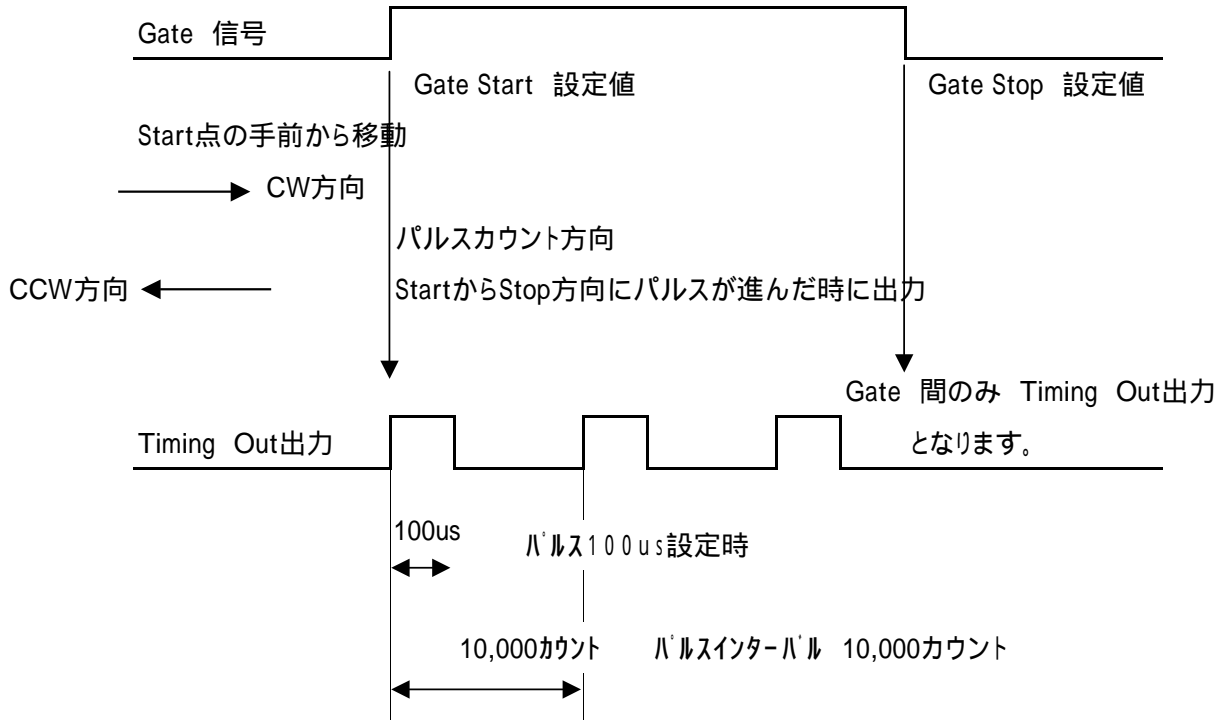 Gate 信号
Gate Start 設定値
Gate Stop 設定値
Start点の手前から移動
CW方向
パルスカウント方向
CCW方向
StartからStop方向にパルスが進んだ時に出力
Gate 間のみ Timing Out出力
となります。
Timing Out出力
100us
ﾊﾟﾙｽ100us設定時
10,000ｶｳﾝﾄ ﾊﾟﾙｽｲﾝﾀｰﾊﾞﾙ 10,000カウント